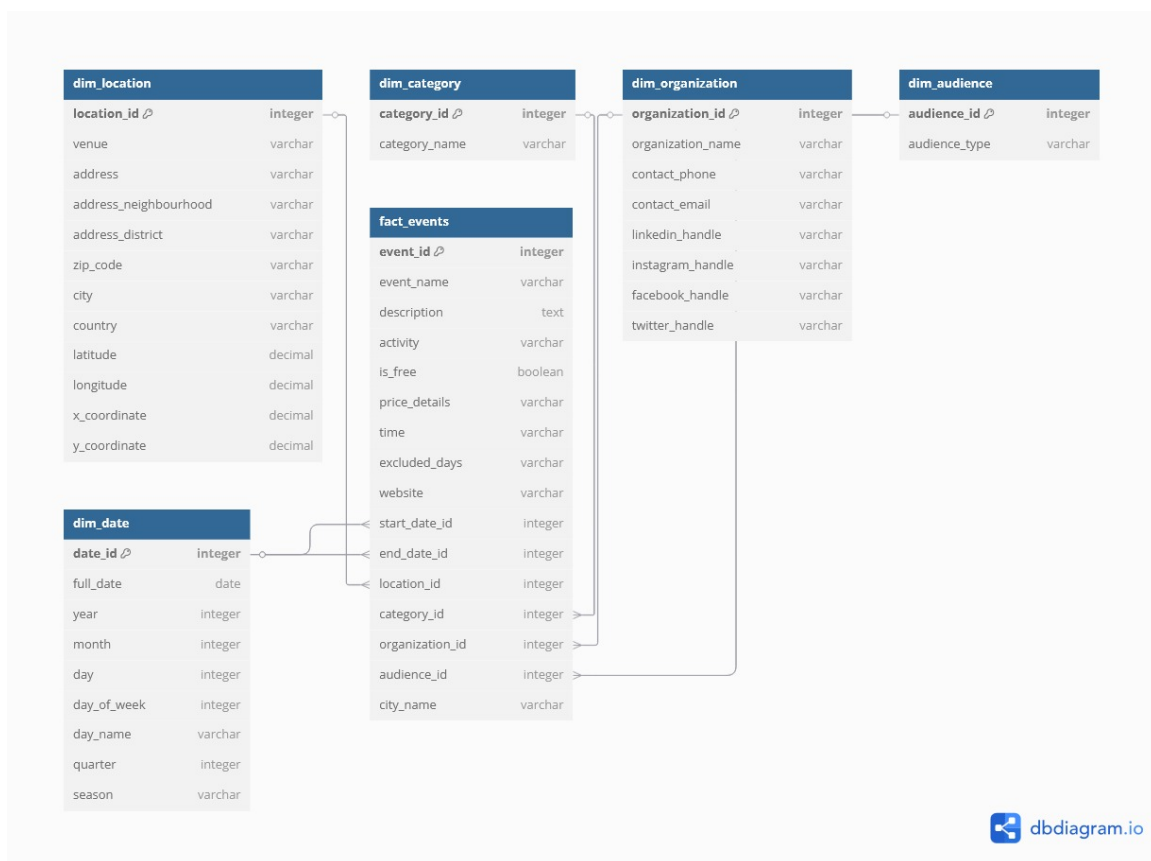 dim_location
location_id integer
venue varchar
address varchar
address_neighbourhood varchar
address_district varchar
zip_code varchar
city varchar
country varchar
latitude decimal
longitude decimal
x_coordinate decimal
y_coordinate decimal
dim_category
category_id integer
category_name varchar
dim_organization
organization_id integer
organization_name varchar
contact_phone varchar
contact_email varchar
linkedin_handle varchar
instagram_handle varchar
facebook_handle varchar
twitter_handle varchar
dim_audience
audience_id integer
audience_type varchar
fact_events
event_id integer
event_name varchar
description text
activity varchar
is_free boolean
price_details varchar
time varchar
excluded_days varchar
website varchar
start_date_id integer
end_date_id integer
location_id integer
category_id integer
organization_id integer
audience_id integer
city_name varchar
dim_date
date_id integer
full_date date
year integer
month integer
day integer
day_of_week integer
day_name varchar
quarter integer
season varchar
dbdiagram.io